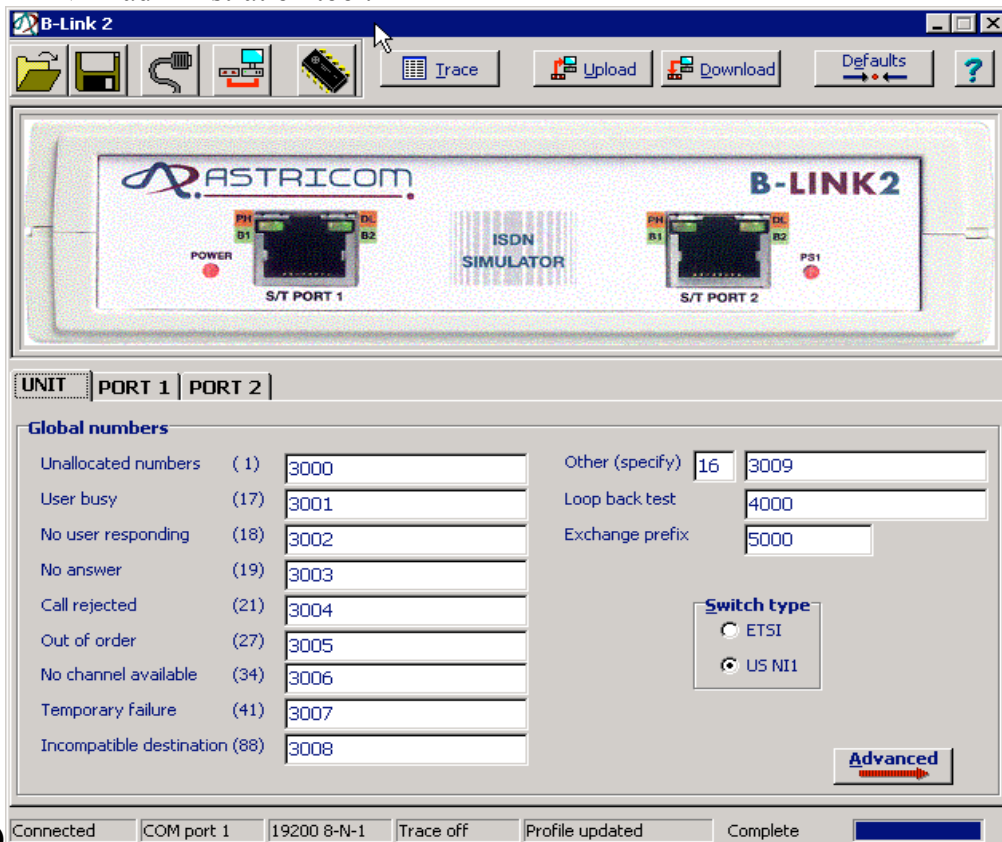 B-Link 2
Trace Upload Download Defaults ?
ASTRICOM B-LINK2
PH DL PH DL
B1 B2 B1 B2
POWER ISDN PS1
SIMULATOR
S/T PORT 1 S/T PORT 2
UNIT PORT 1 PORT 2
Global numbers
Unallocated numbers ( 1) 3000 Other (specify) 16 3009
User busy (17) 3001 Loop back test 4000
No user responding (18) 3002 Exchange prefix 5000
No answer (19) 3003
Call rejected (21) 3004 Switch type
ETSI
Out of order (27) 3005
No channel available (34) 3006 US NI1
Temporary failure (41) 3007
Incompatible destination (88) 3008
Advanced
Connected COM port 1 19200 8-N-1 Trace off Profile updated Complete